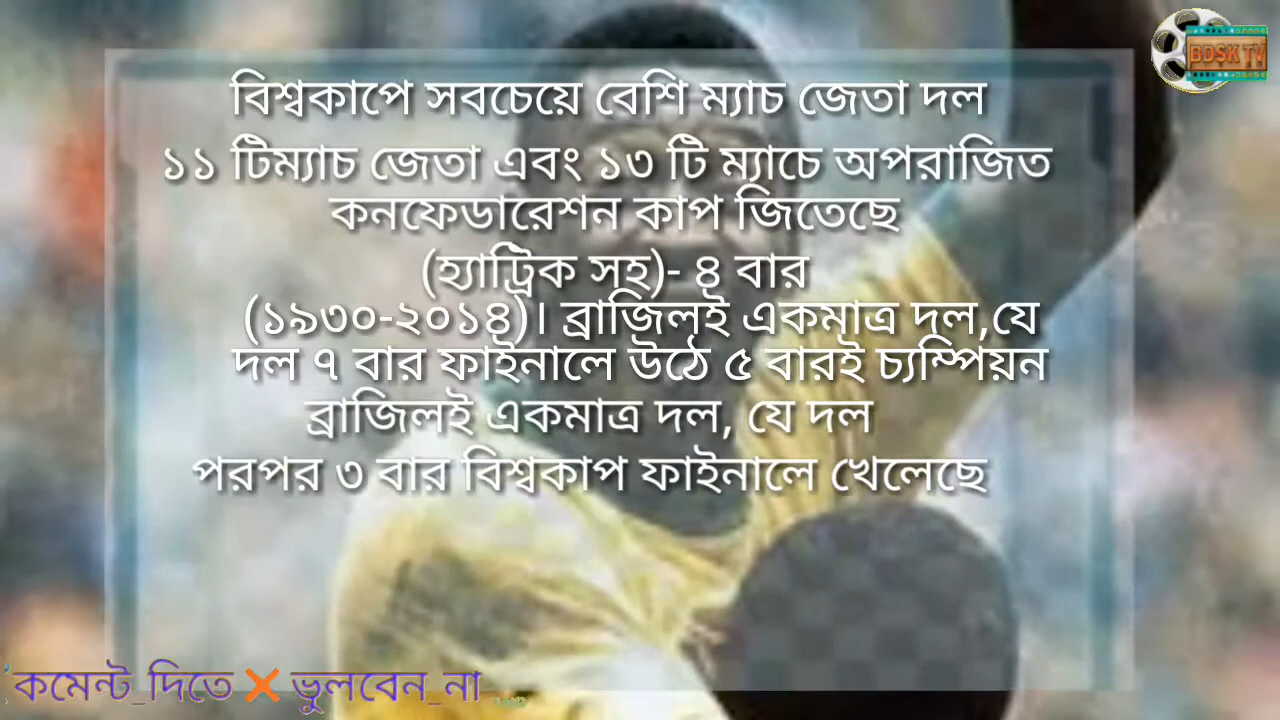 BDSK TV
বিশ্বকাপে সবচেয়ে বেশি ম্যাচ জেতা দল
১১ টিম্যাচ জেতা এবং ১৩ টি ম্যাচে অপরাজিত
কনফেডারেশন কাপ জিতেছে
(হ্যাট্রিক সহ)- ৪ বার
(১৯৩০-২০১৪)। ব্রাজিলই একমাত্র দল,যে
দল ৭ বার ফাইনালে উঠে ৫ বারই চ্যম্পিয়ন
ব্রাজিলই একমাত্র দল, যে দল
পরপর ৩ বার বিশ্বকাপ ফাইনালে খেলেছে
কমেন্ট_দিতে❌ভুলবেন_না